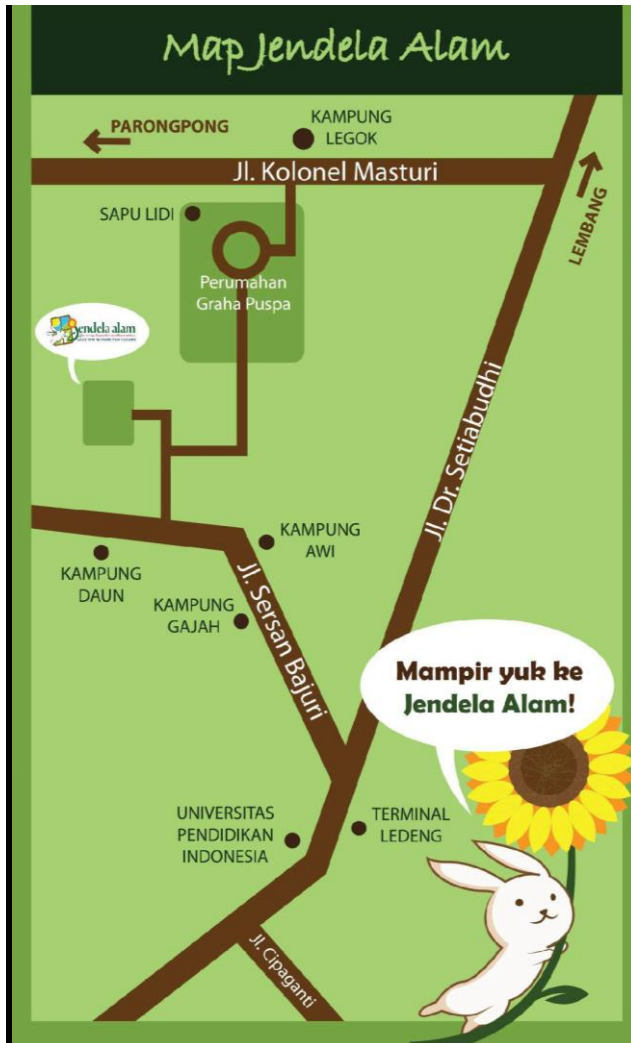 Map Jendela Alam
PARONGPONG
KAMPUNG
LEGOK
Jl. Kolonel Masturi
SAPU LIDI
LEMBANG
Perumahan
Graha Puspa
Jendela alam
Jl. Dr. Setiabudhi
KAMPUNG
AWI
KAMPUNG
DAUN
KAMPUNG
GAJAH
Jl. Sersan Bajuri
Mampir yuk ke
Jendela Alam!
UNIVERSITAS
PENDIDIKAN
INDONESIA
TERMINAL
LEDENG
Jl. Cipaganti